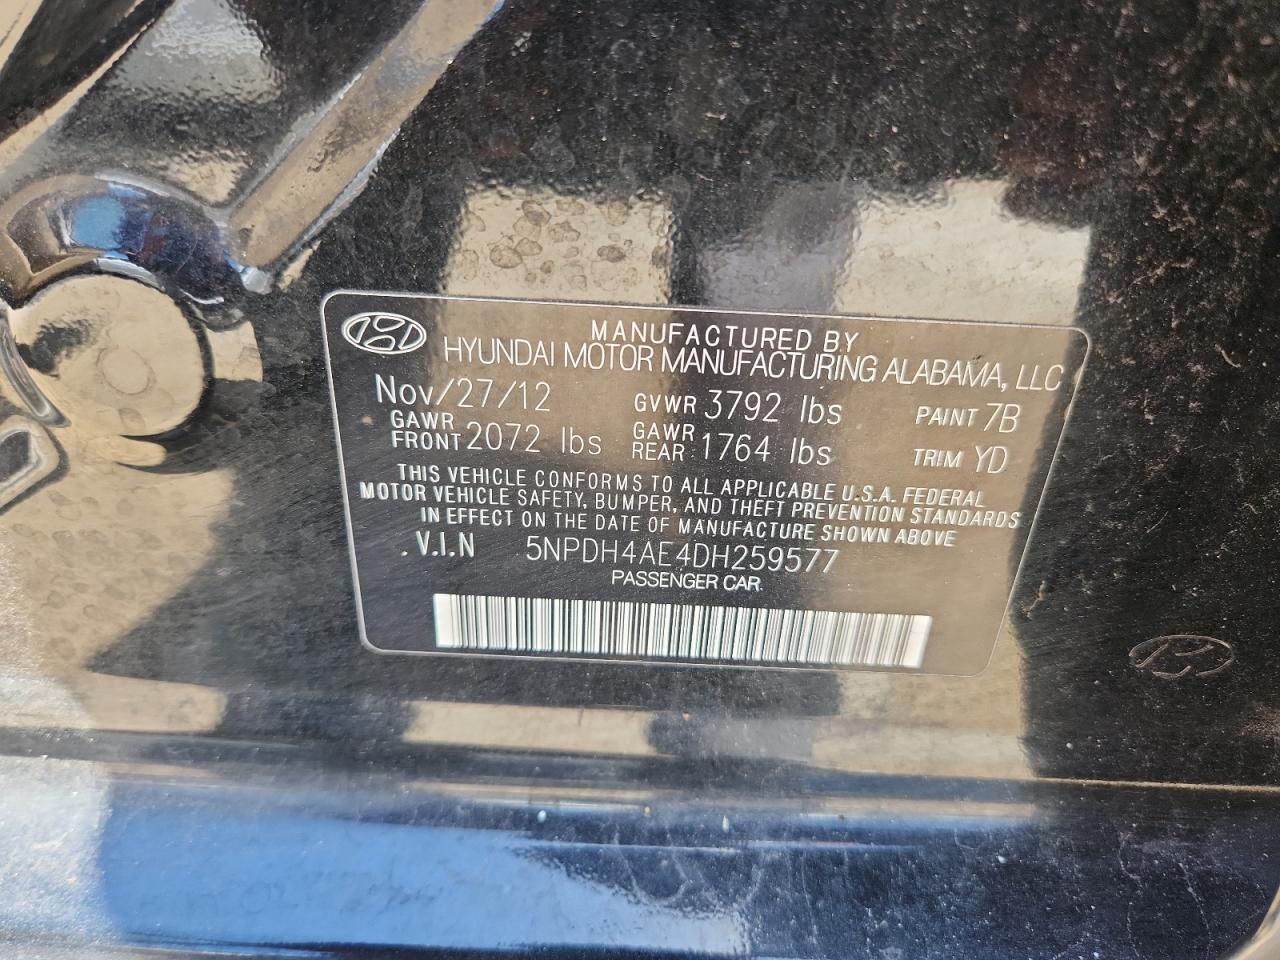 MANUFACTURED BY
HYUNDAI MOTOR MANUFACTURING ALABAMA, LLC
Nov/27/12 GVWR 3792 lbs PAINT 7B
GAWR FRONT 2072 lbs GAWR REAR 1764 lbs TRIM YD
THIS VEHICLE CONFORMS TO ALL APPLICABLE U.S.A. FEDERAL
MOTOR VEHICLE SAFETY, BUMPER, AND THEFT PREVENTION STANDARDS
IN EFFECT ON THE DATE OF MANUFACTURE SHOWN ABOVE
. V.I.N 5NPDH4AE4DH259577
PASSENGER CAR